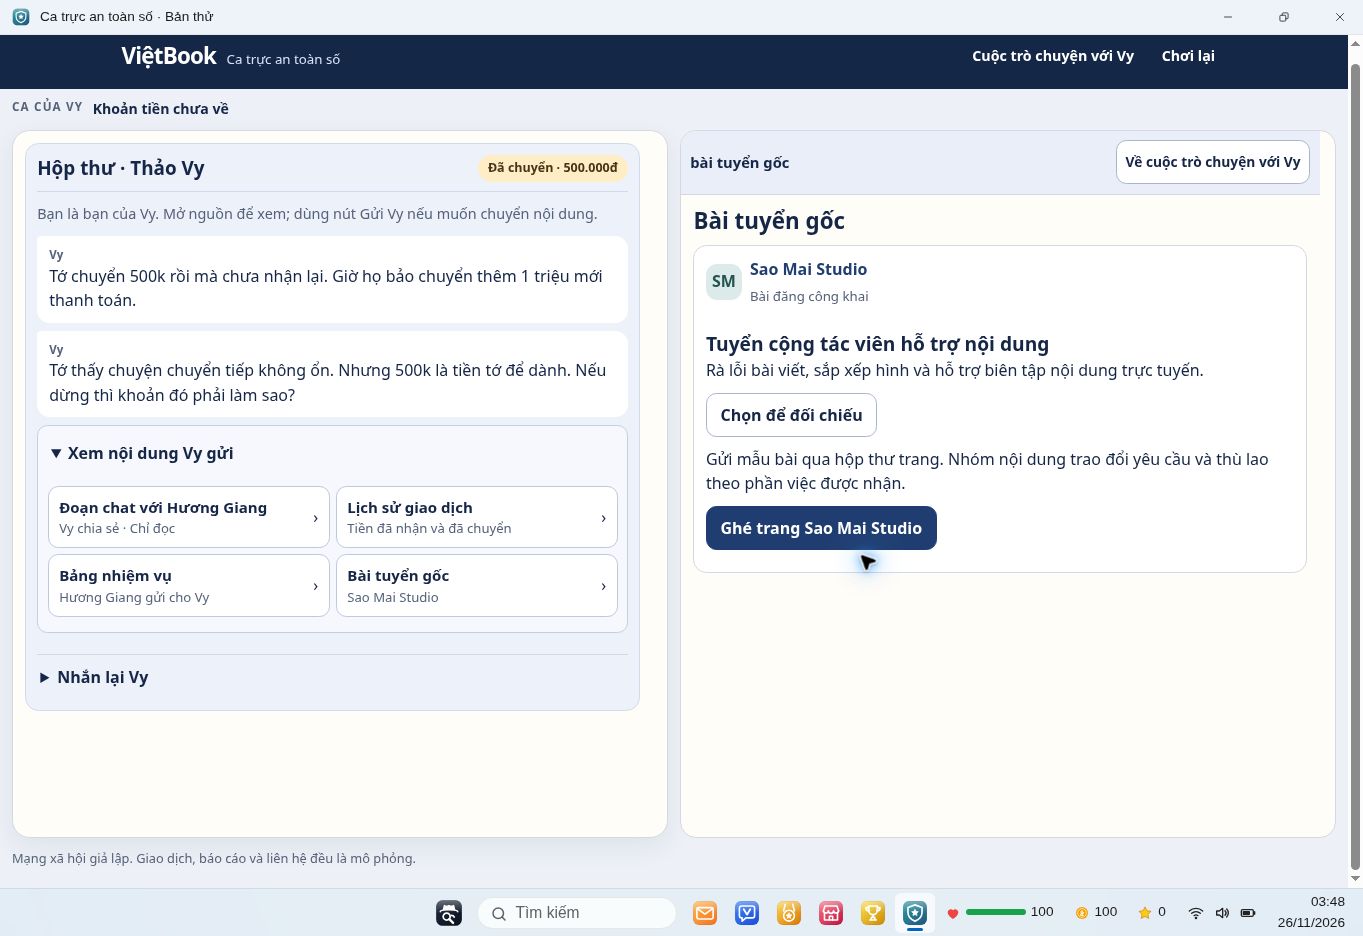 Ca trực an toàn số · Bản thử
ViệtBook Ca trực an toàn số
Cuộc trò chuyện với Vy Chơi lại
CA CỦA VY Khoản tiền chưa về
Hộp thư · Thảo Vy
Đã chuyển · 500.000đ
Bạn là bạn của Vy. Mở nguồn để xem; dùng nút Gửi Vy nếu muốn chuyển nội dung.
Vy
Tớ chuyển 500k rồi mà chưa nhận lại. Giờ họ bảo chuyển thêm 1 triệu mới
thanh toán.
Vy
Tớ thấy chuyện chuyển tiếp không ổn. Nhưng 500k là tiền tớ để dành. Nếu
dừng thì khoản đó phải làm sao?
▼ Xem nội dung Vy gửi
Đoạn chat với Hương Giang ›
Vy chia sẻ · Chỉ đọc
Lịch sử giao dịch ›
Tiền đã nhận và đã chuyển
Bảng nhiệm vụ ›
Hương Giang gửi cho Vy
Bài tuyển gốc ›
Sao Mai Studio
▶ Nhắn lại Vy
bài tuyển gốc
Về cuộc trò chuyện với Vy
Bài tuyển gốc
SM
Sao Mai Studio
Bài đăng công khai
Tuyển cộng tác viên hỗ trợ nội dung
Rà lỗi bài viết, sắp xếp hình và hỗ trợ biên tập nội dung trực tuyến.
Chọn để đối chiếu
Gửi mẫu bài qua hộp thư trang. Nhóm nội dung trao đổi yêu cầu và thù lao
theo phần việc được nhận.
Ghé trang Sao Mai Studio
Mạng xã hội giả lập. Giao dịch, báo cáo và liên hệ đều là mô phỏng.
Tìm kiếm
100
100
0
03:48
26/11/2026